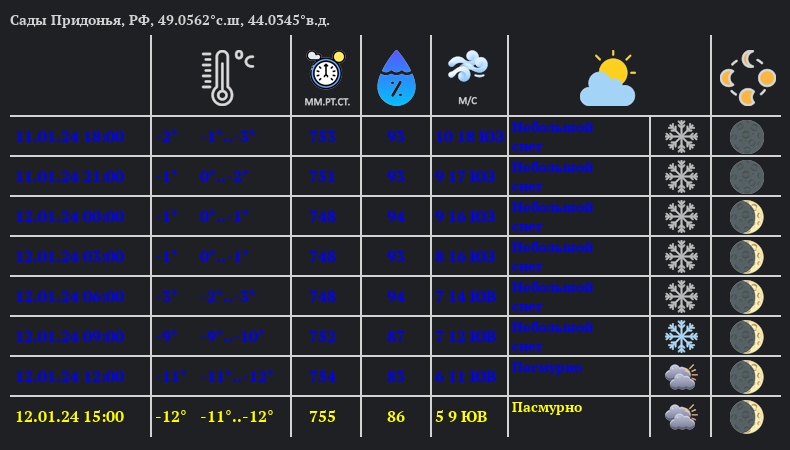 Сады Придонья, РФ, 49.0562°с.ш, 44.0345°в.д.
°C
ММ.РТ.СТ. % М/С
11.01.24 18:00 2° 1°.. 3° 753 93 10 18 Небольшой
снег
11.01.24 21:00 1° 0°.. 2° 751 93 9 17 ЮЗ Небольшой
снег
12.01.24 00:00 1° 0°.. 1° 748 94 9 16 ЮЗ Небольшой
снег
12.01.24 03:00 1° 0°.. 1° 748 93 8 16 ЮЗ Небольшой
снег
12.01.24 06:00 3° 2°.. 3° 748 94 7 14 ЮВ Небольшой
снег
12.01.24 09:00 9° 9°.. 10° 752 87 7 12 ЮВ Небольшой
снег
12.01.24 12:00 11° 11°.. 12° 754 83 6 11 ЮВ Пасмурно
12.01.24 15:00 -12° -11°..-12° 755 86 5 9 ЮВ Пасмурно